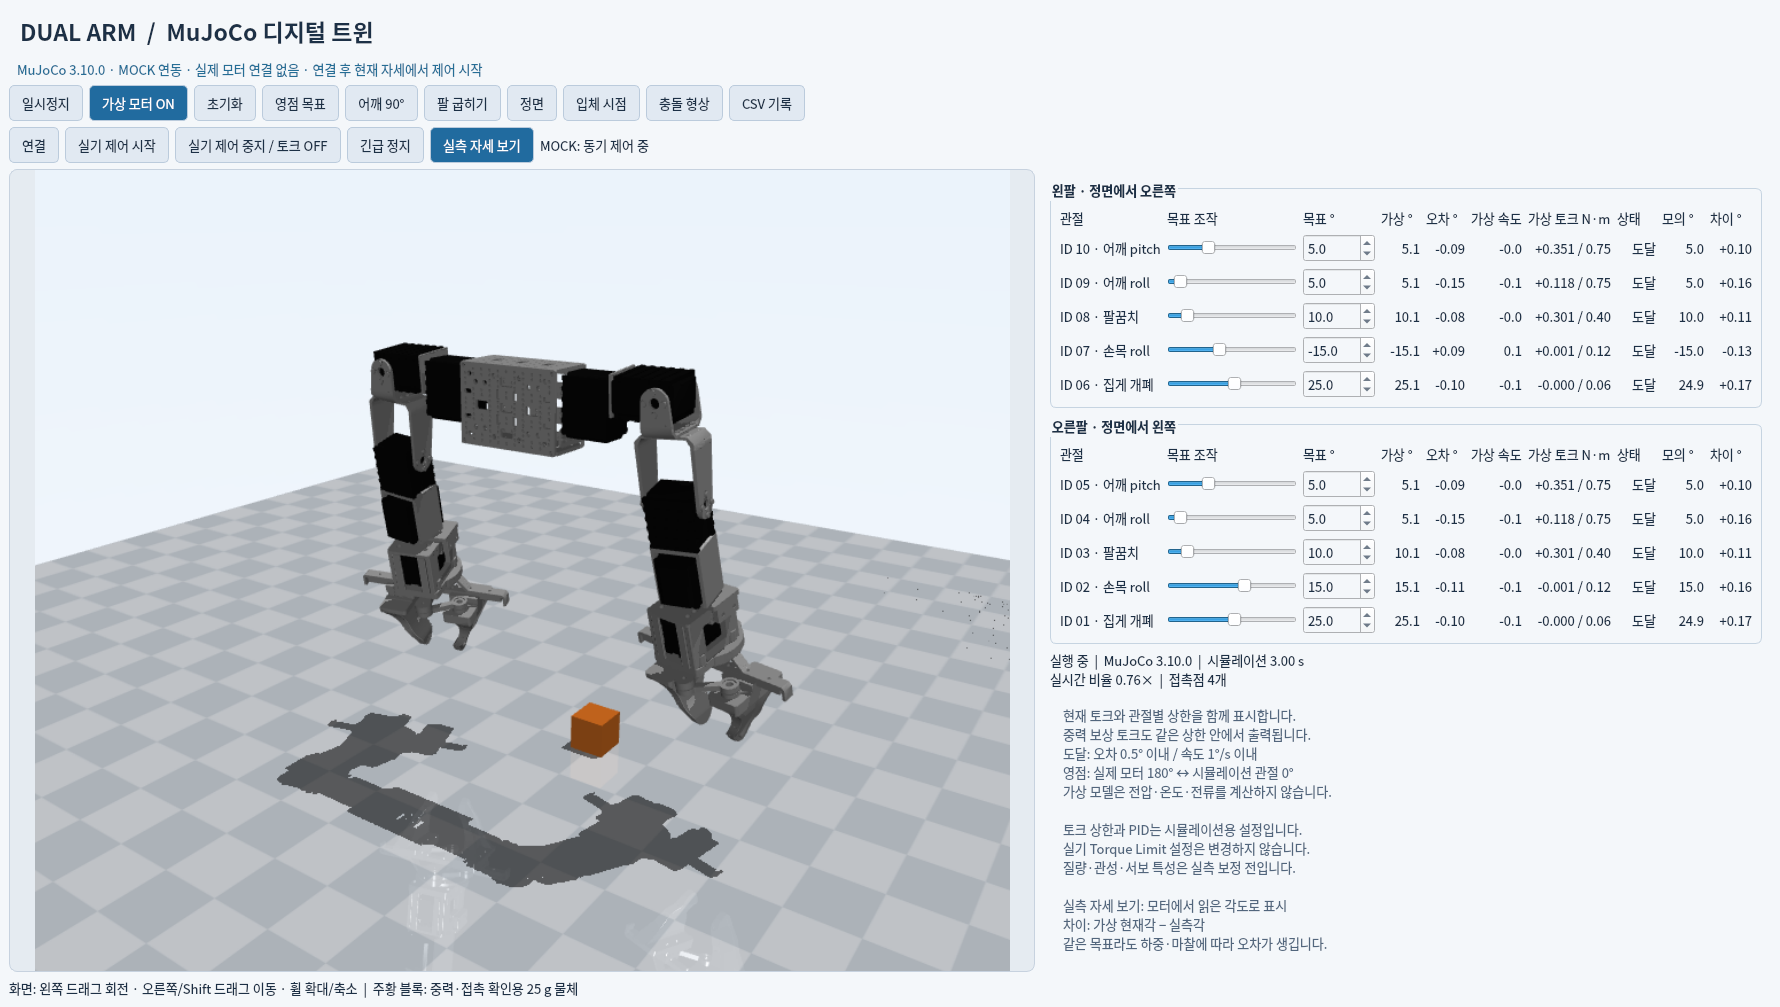 DUAL ARM / MuJoCo 디지털 트윈
MuJoCo 3.10.0 · MOCK 연동 · 실제 모터 연결 없음 · 연결 후 현재 자세에서 제어 시작
일시정지 가상 모터 ON 초기화 영점 목표 어깨 90° 팔 굽히기 정면 입체 시점 충돌 형상 CSV 기록
연결 실기 제어 시작 실기 제어 중지 / 토크 OFF 긴급 정지 실측 자세 보기 MOCK: 동기 제어 중
왼팔 · 정면에서 오른쪽
관절 목표 조작 목표 ° 가상 ° 오차 ° 가상 속도 가상 토크 N·m 상태 모의 ° 차이 °
ID 10 · 어깨 pitch 5.0 5.1 -0.09 -0.0 +0.351 / 0.75 도달 5.0 +0.10
ID 09 · 어깨 roll 5.0 5.1 -0.15 -0.1 +0.118 / 0.75 도달 5.0 +0.16
ID 08 · 팔꿈치 10.0 10.1 -0.08 -0.0 +0.301 / 0.40 도달 10.0 +0.11
ID 07 · 손목 roll -15.0 -15.1 +0.09 0.1 +0.001 / 0.12 도달 -15.0 -0.13
ID 06 · 집게 개폐 25.0 25.1 -0.10 -0.1 -0.000 / 0.06 도달 24.9 +0.17
오른팔 · 정면에서 왼쪽
관절 목표 조작 목표 ° 가상 ° 오차 ° 가상 속도 가상 토크 N·m 상태 모의 ° 차이 °
ID 05 · 어깨 pitch 5.0 5.1 -0.09 -0.0 +0.351 / 0.75 도달 5.0 +0.10
ID 04 · 어깨 roll 5.0 5.1 -0.15 -0.1 +0.118 / 0.75 도달 5.0 +0.16
ID 03 · 팔꿈치 10.0 10.1 -0.08 -0.0 +0.301 / 0.40 도달 10.0 +0.11
ID 02 · 손목 roll 15.0 15.1 -0.11 -0.1 -0.001 / 0.12 도달 15.0 +0.16
ID 01 · 집게 개폐 25.0 25.1 -0.10 -0.1 -0.000 / 0.06 도달 24.9 +0.17
실행 중 | MuJoCo 3.10.0 | 시뮬레이션 3.00 s
실시간 비율 0.76× | 접촉점 4개
현재 토크와 관절별 상한을 함께 표시합니다.
중력 보상 토크도 같은 상한 안에서 출력됩니다.
도달: 오차 0.5° 이내 / 속도 1°/s 이내
영점: 실제 모터 180° ↔ 시뮬레이션 관절 0°
가상 모델은 전압·온도·전류를 계산하지 않습니다.
토크 상한과 PID는 시뮬레이션용 설정입니다.
실기 Torque Limit 설정은 변경하지 않습니다.
질량·관성·서보 특성은 실측 보정 전입니다.
실측 자세 보기: 모터에서 읽은 각도로 표시
차이: 가상 현재각 − 실측각
같은 목표라도 하중·마찰에 따라 오차가 생깁니다.
화면: 왼쪽 드래그 회전 · 오른쪽/Shift 드래그 이동 · 휠 확대/축소 | 주황 블록: 중력·접촉 확인용 25 g 물체